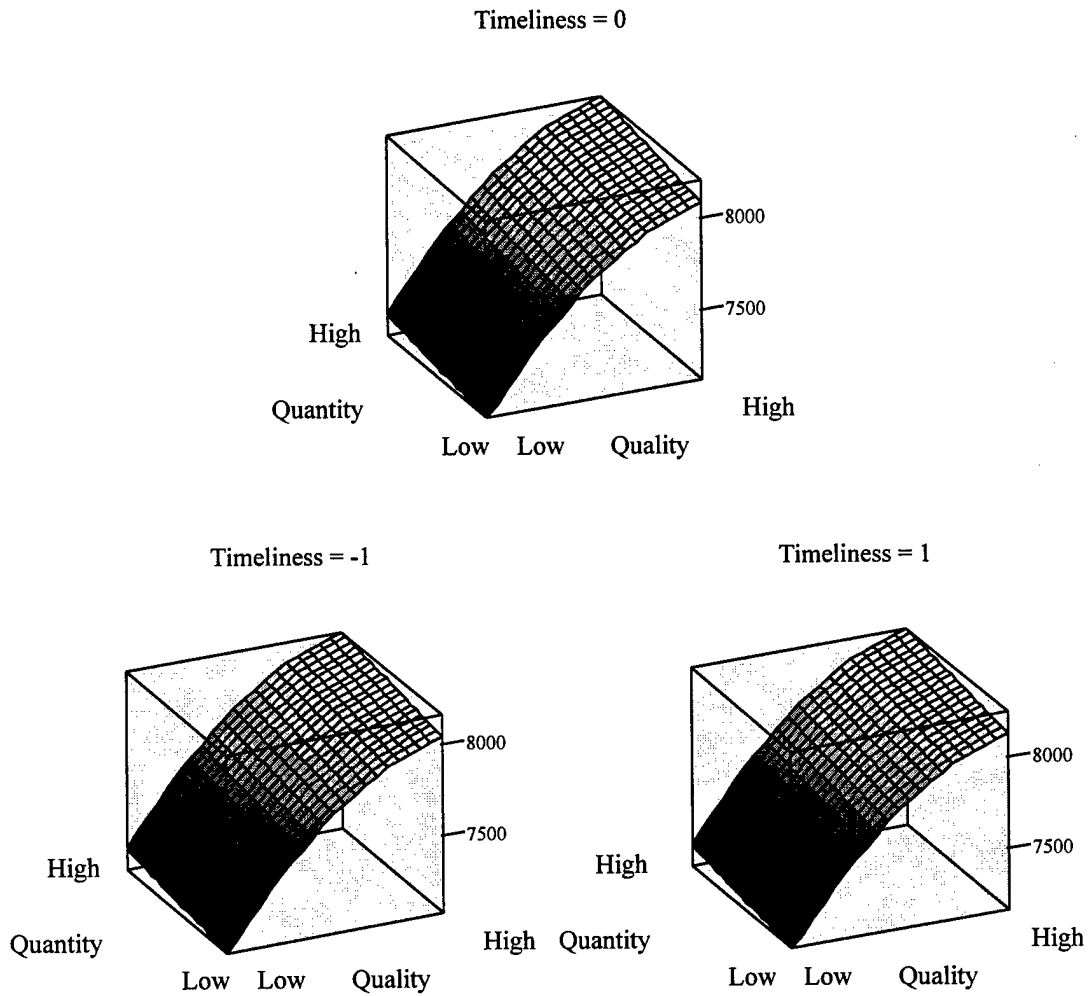 Timeliness = 0
8000
7500
High
Quantity
High
Low Low Quality
Timeliness = -1
8000
7500
High
Quantity
High
Low Low Quality
Timeliness = 1
8000
7500
High
Quantity
High
Low Low Quality